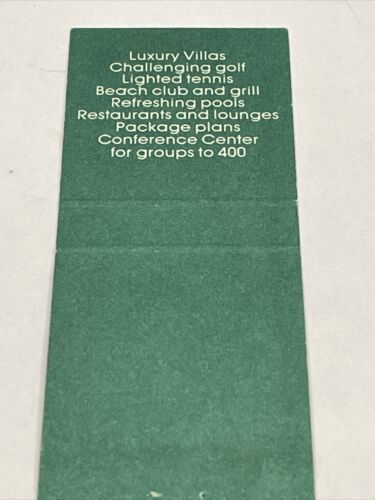 Luxury Villas
Challenging golf
Lighted tennis
Beach club and grill
Refreshing pools
Restaurants and lounges
Package plans
Conference Center
for groups to 400